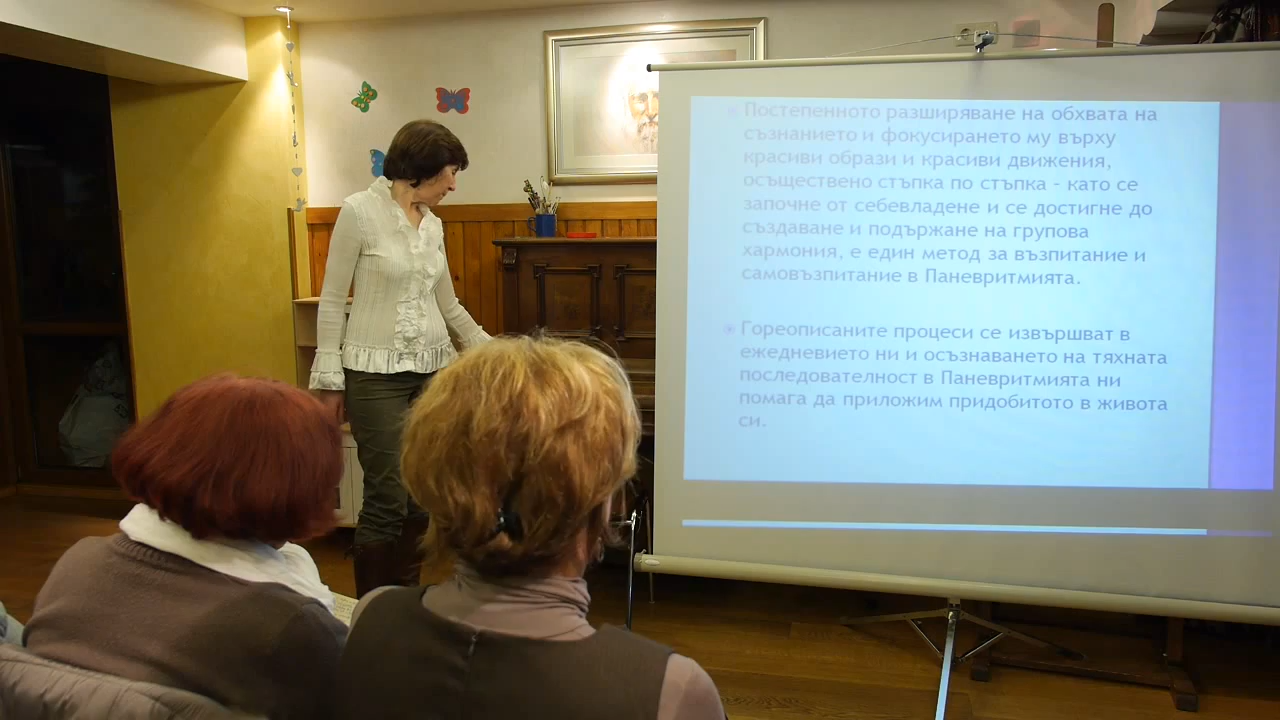 Постепенното разширяване на обхвата на
съзнанието и фокусирането му върху
красиви образи и красиви движения,
осъществено стъпка по стъпка – като се
започне от себевладене и се достигне до
създаване и подържане на групова
хармония, е един метод за възпитание и
самовъзпитание в Паневритмията.
Гореописаните процеси се извършват в
ежедневието ни и осъзнаването на тяхната
последователност в Паневритмията ни
помага да приложим придобитото в живота
си.